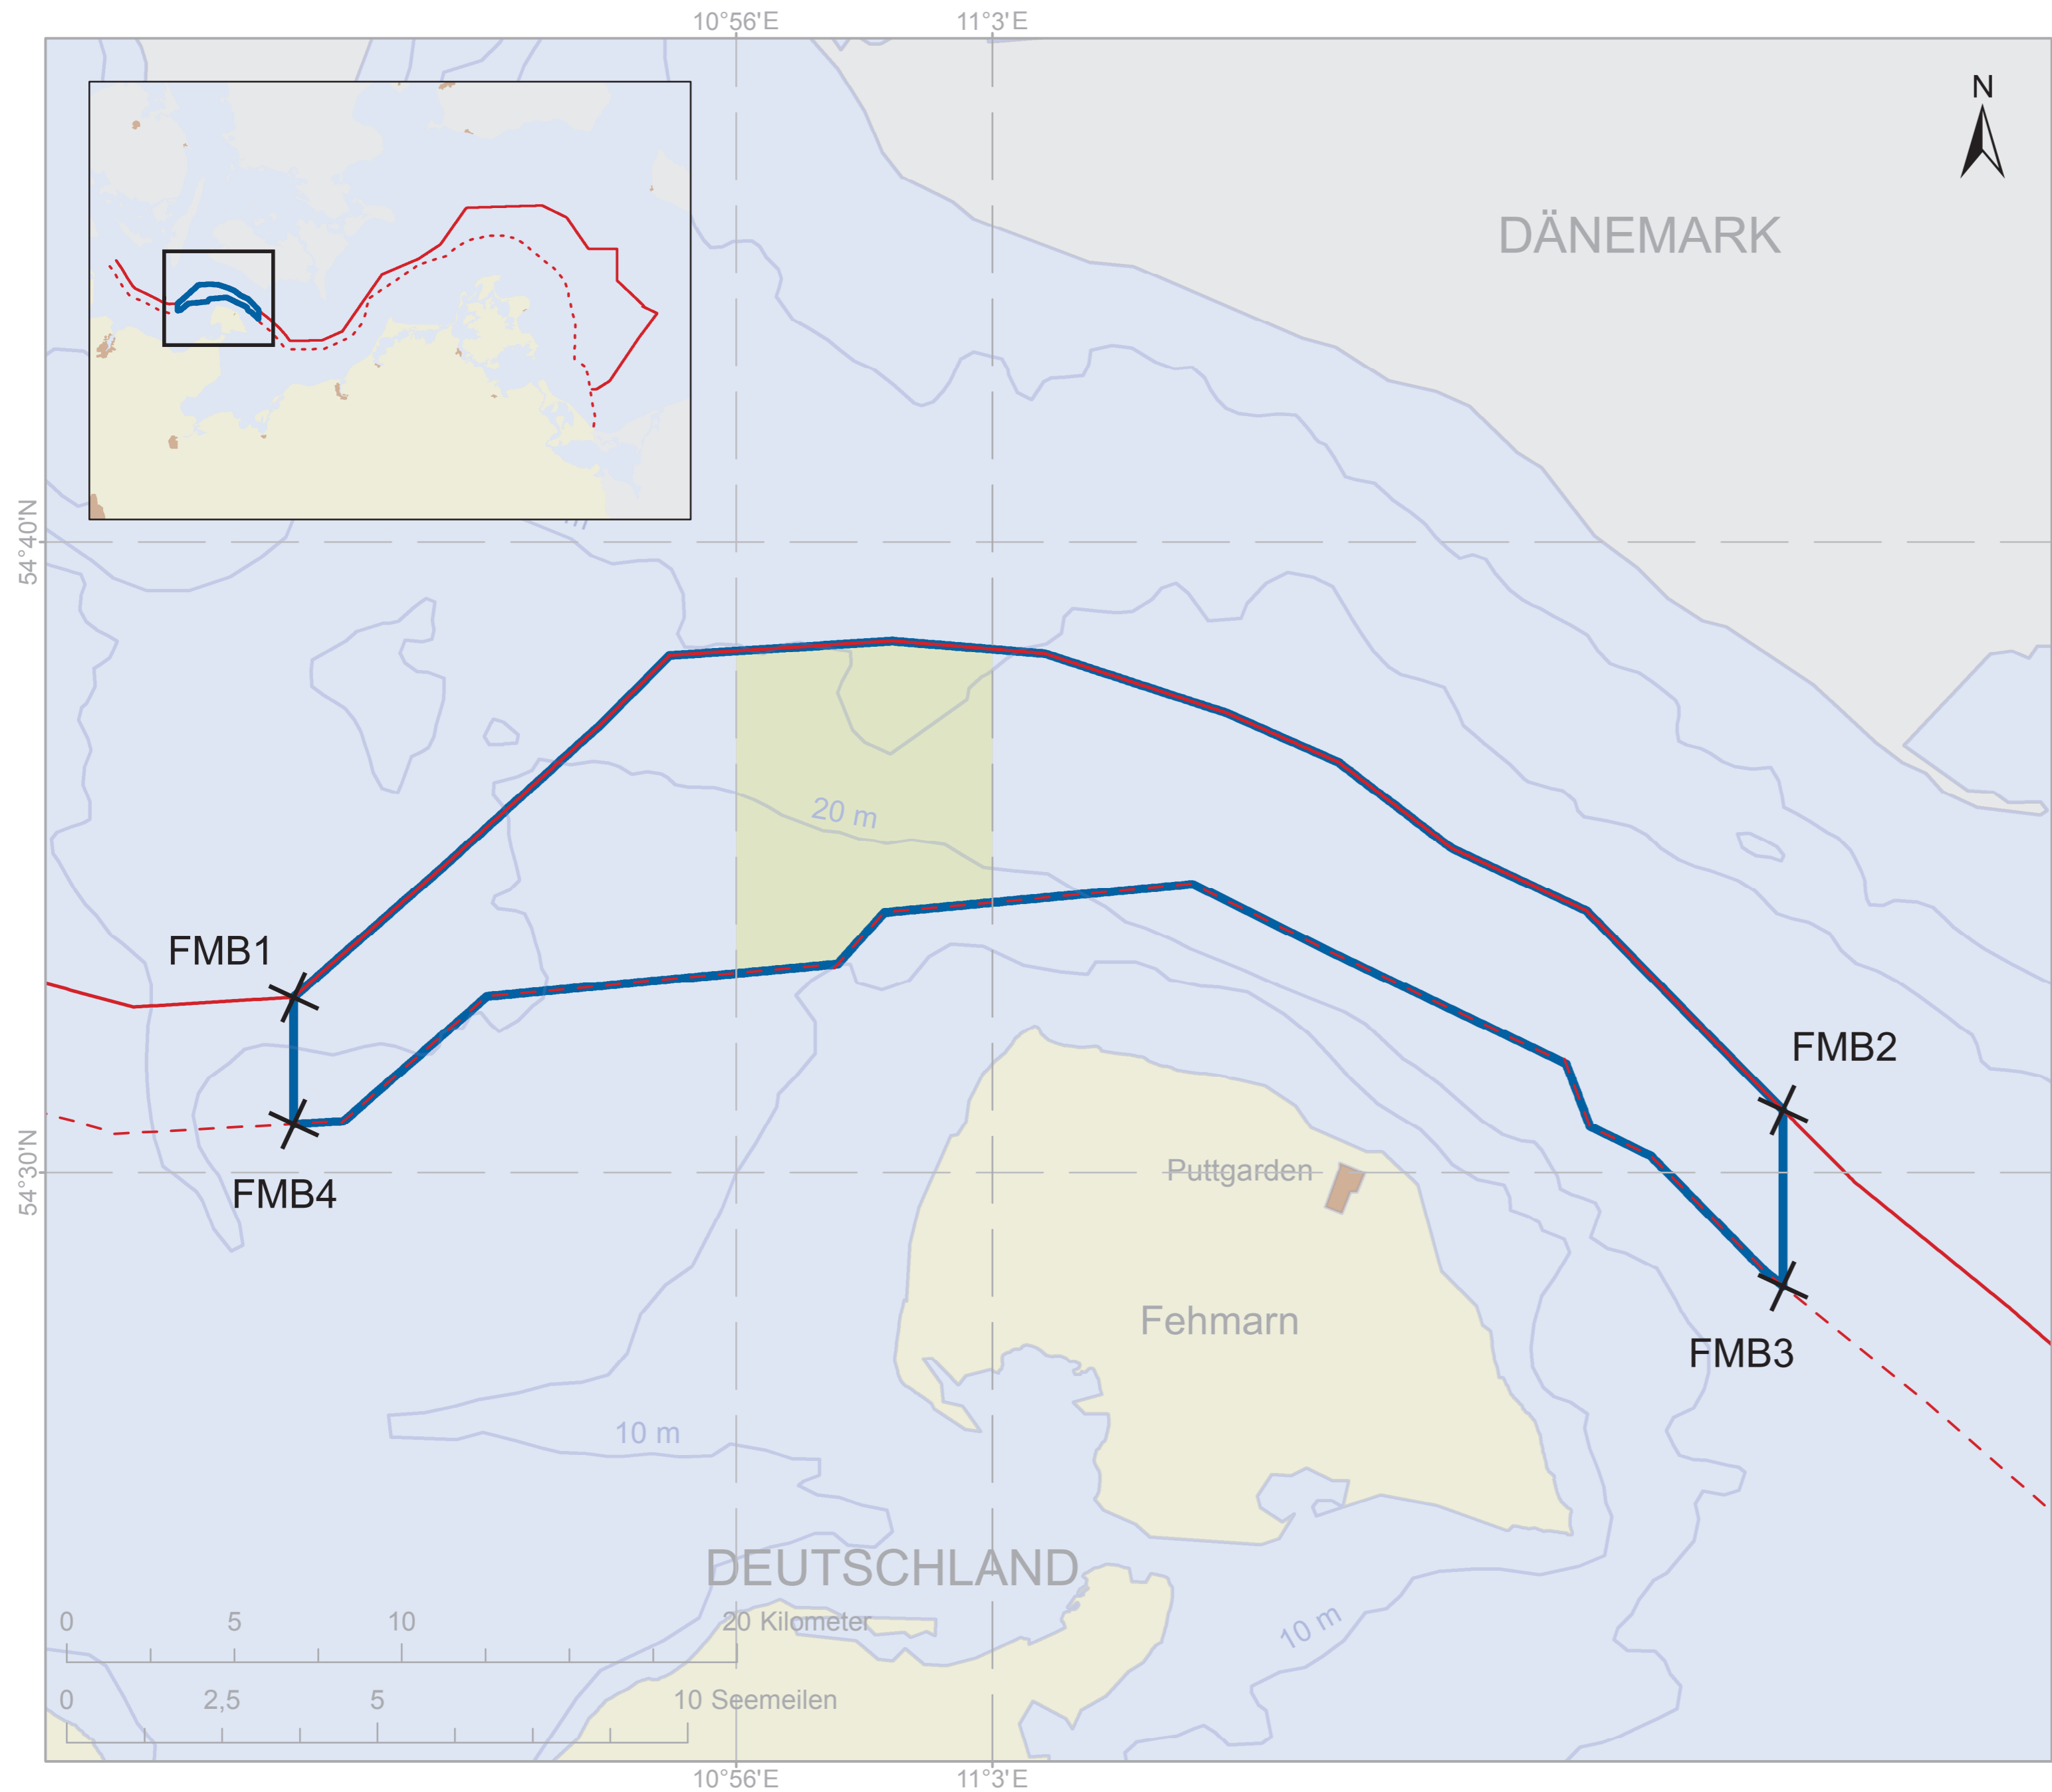 10°56'E 11°3'E
N
DÄNEMARK
54°40'N
m
20 m
FMB1
FMB2
54°30'N
Puttgarden
FMB4
Fehmarn
FMB3
10 m
DEUTSCHLAND
10 m
0 5 10 20 Kilometer
0 2,5 5 10 Seemeilen
10°56'E 11°3'E